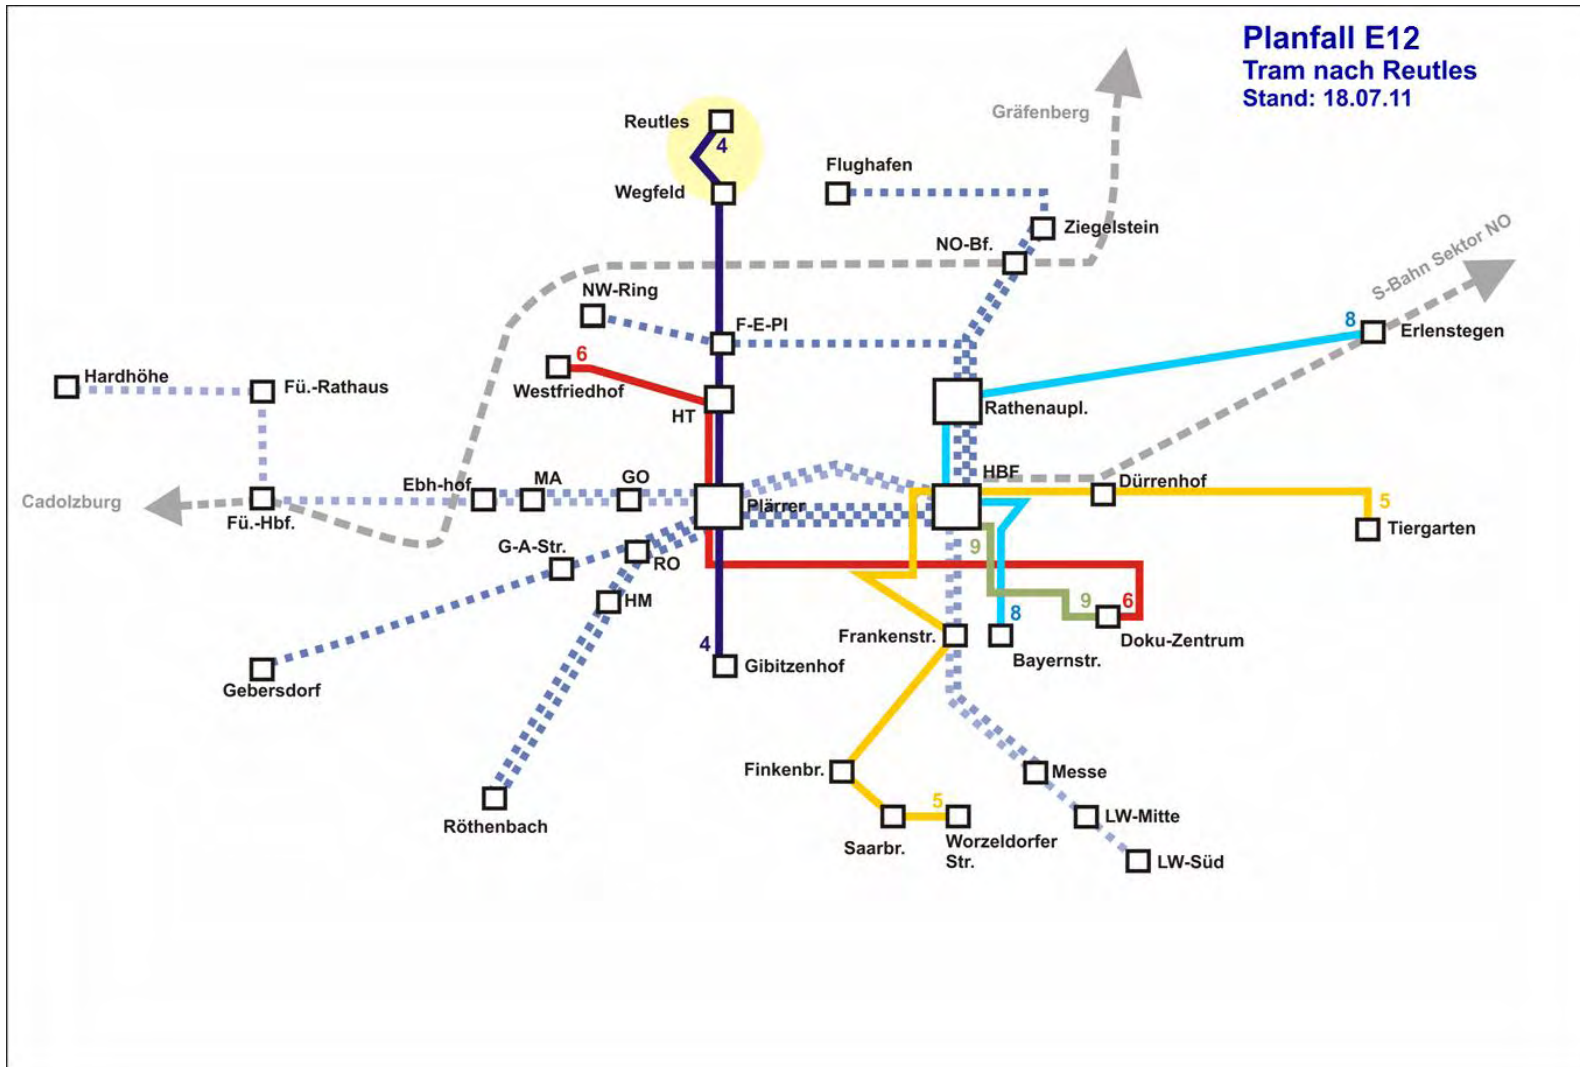 Planfall E12
Tram nach Reutles
Stand: 18.07.11
Gräfenberg
Reutles
4
Flughafen
Wegfeld
Ziegelstein
NO-Bf.
S-Bahn Sektor NO
NW-Ring
F-E-Pl
8
Erlenstegen
6
Westfriedhof
Hardhöhe
Fü.-Rathaus
HT
Rathenaupl.
HBF
Ebh-hof
MA
GO
Dürrenhof
Cadolzburg
Fü.-Hbf.
Plärrer
5
Tiergarten
G-A-Str.
RO
9
HM
9
6
8
Doku-Zentrum
Frankenstr.
Bayernstr.
4
Gibitzenhof
Gebersdorf
Finkenbr.
Messe
5
LW-Mitte
Röthenbach
Saarbr.
Worzeldorfer
Str.
LW-Süd